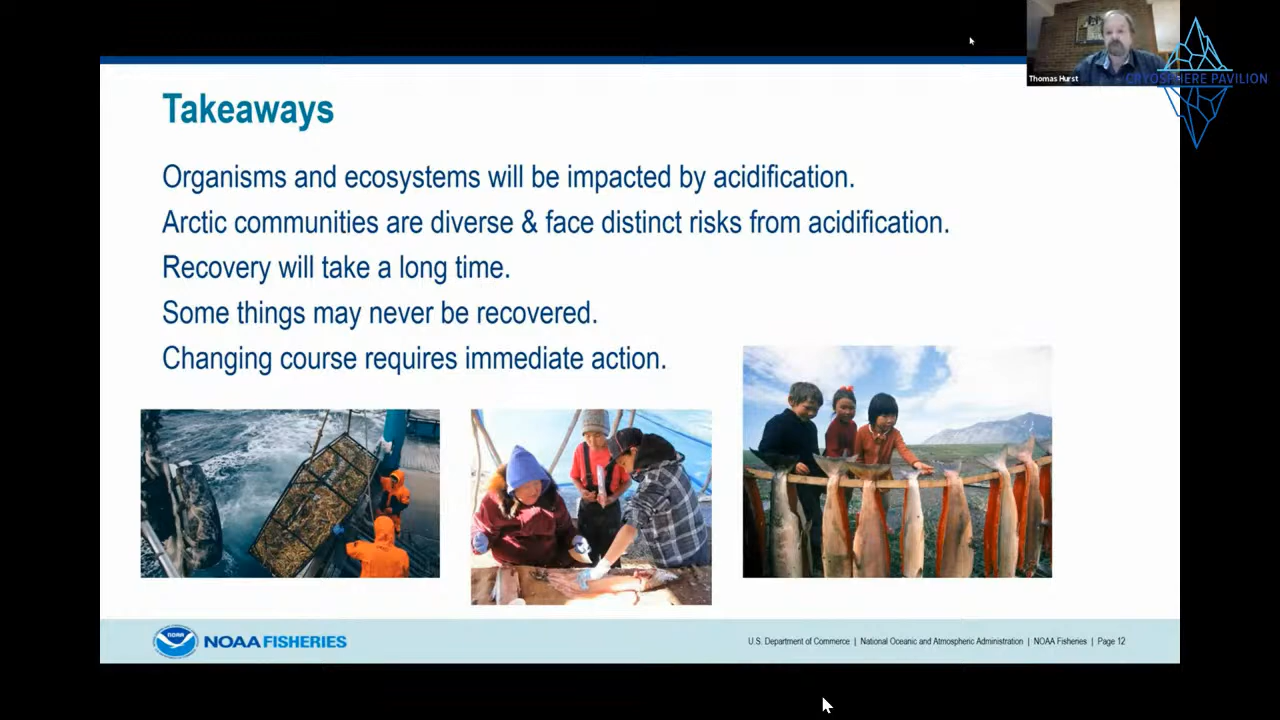 Thomas Hurst
CRYOSPHERE PAVILION
Takeaways
Organisms and ecosystems will be impacted by acidification.
Arctic communities are diverse & face distinct risks from acidification.
Recovery will take a long time.
Some things may never be recovered.
Changing course requires immediate action.
NOAA
NOAA FISHERIES
U.S. Department of Commerce | National Oceanic and Atmospheric Administration | NOAA Fisheries | Page 12